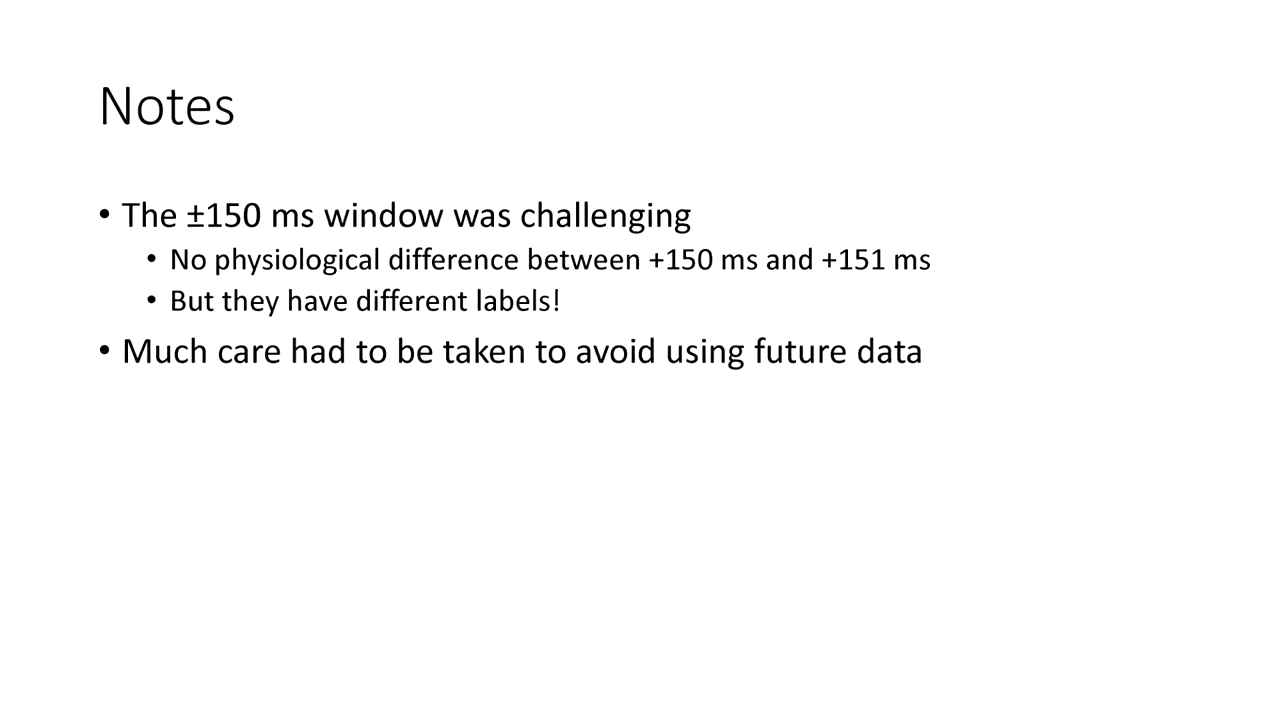 Notes
• The ±150 ms window was challenging
• No physiological difference between +150 ms and +151 ms
• But they have different labels!
• Much care had to be taken to avoid using future data